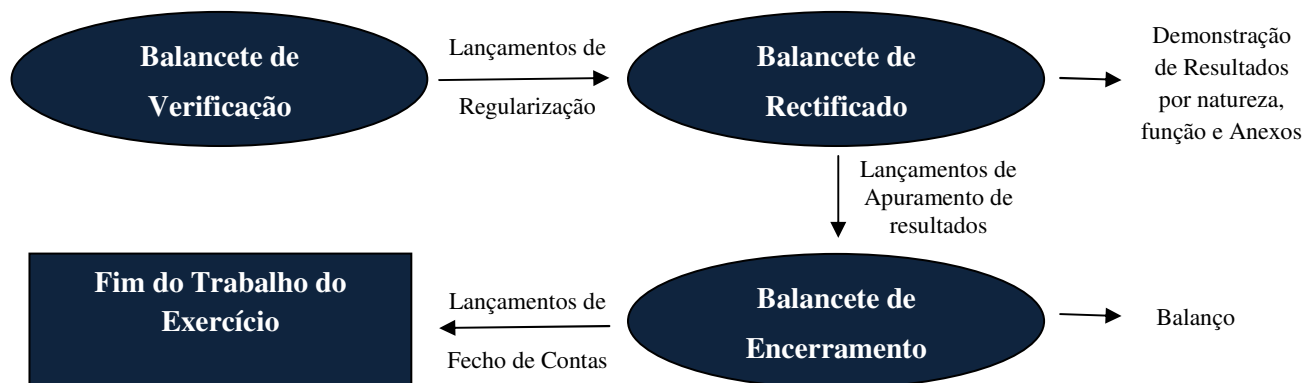 Balancete de
Verificação
Lançamentos de
Regularização
Balancete de
Rectificado
Demonstração
de Resultados
por natureza,
função e Anexos
Lançamentos de
Apuramento de
resultados
Fim do Trabalho do
Exercício
Lançamentos de
Fecho de Contas
Balancete de
Encerramento
Balanço